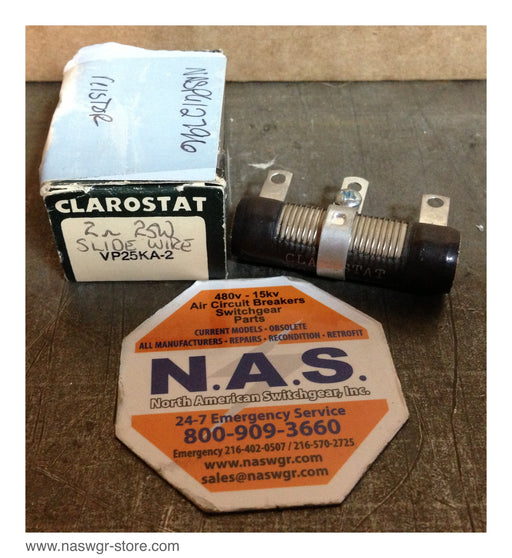 NASR12796
resistor
CLAROSTAT
2Ω 25W
SLIDE WIRE
VP25KA-2
CLAROSTAT
480v - 15kv
Air Circuit Breakers
Switchgear
Parts
CURRENT MODELS • OBSOLETE
ALL MANUFACTURERS • REPAIRS • RECONDITION • RETROFIT
N.A.S.
North American Switchgear, Inc.
24-7 Emergency Service
800-909-3660
Emergency 216-402-0507 / 216-570-2725
www.naswgr.com
sales@naswgr.com
www.naswgr-store.com